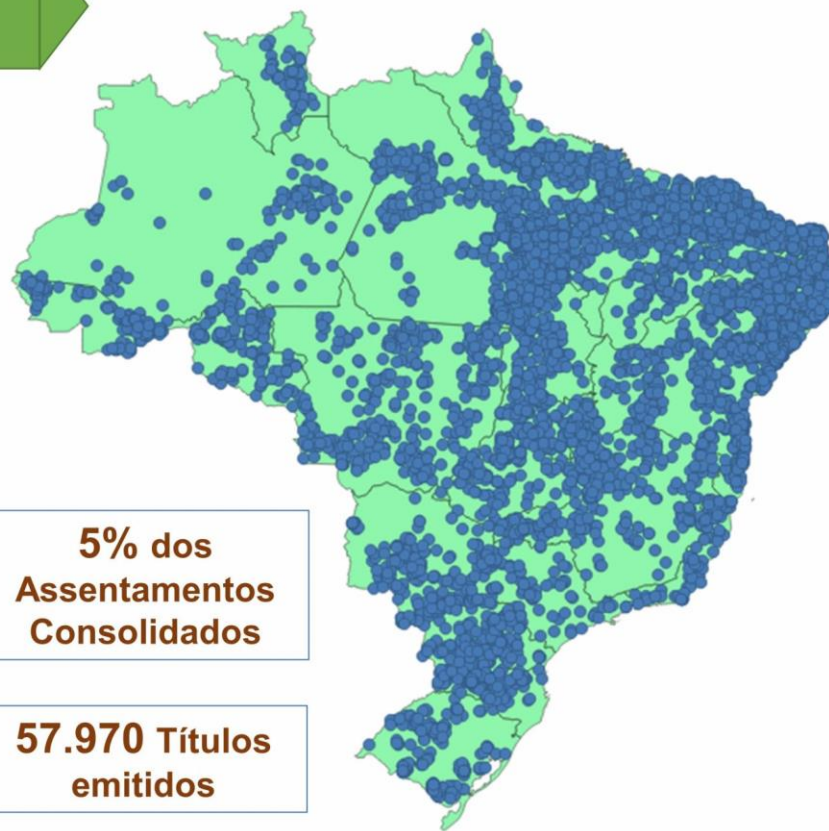 5% dos
Assentamentos
Consolidados
57.970 Títulos
emitidos